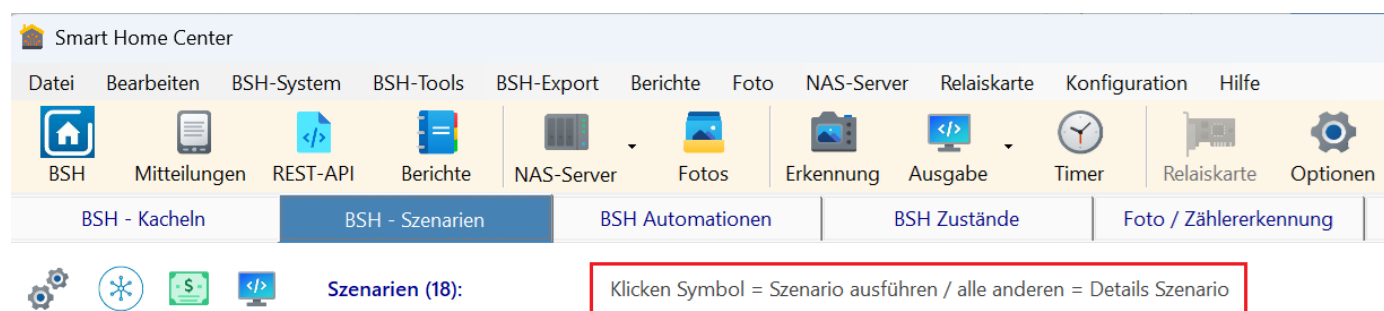 Smart Home Center
Datei Bearbeiten BSH-System BSH-Tools BSH-Export Berichte Foto NAS-Server Relaiskarte Konfiguration Hilfe
BSH Mitteilungen REST-API Berichte NAS-Server Fotos Erkennung Ausgabe Timer Relaiskarte Optionen
BSH - Kacheln BSH - Szenarien BSH Automationen BSH Zustände Foto / Zählererkennung
Szenarien (18): Klicken Symbol = Szenario ausführen / alle anderen = Details Szenario